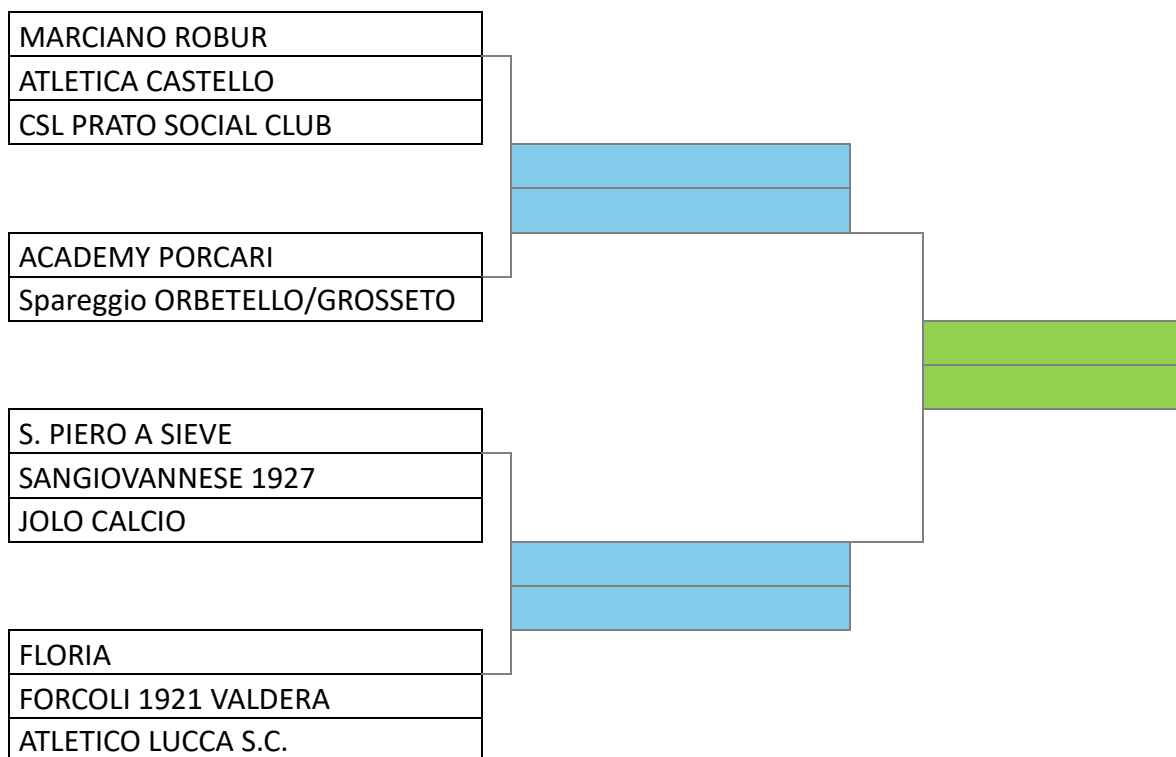 MARCIANO ROBUR
ATLETICA CASTELLO
CSL PRATO SOCIAL CLUB
ACADEMY PORCARI
Spareggio ORBETELLO/GROSSETO
S. PIERO A SIEVE
SANGIOVANNESE 1927
JOLO CALCIO
FLORIA
FORCOLI 1921 VALDERA
ATLETICO LUCCA S.C.